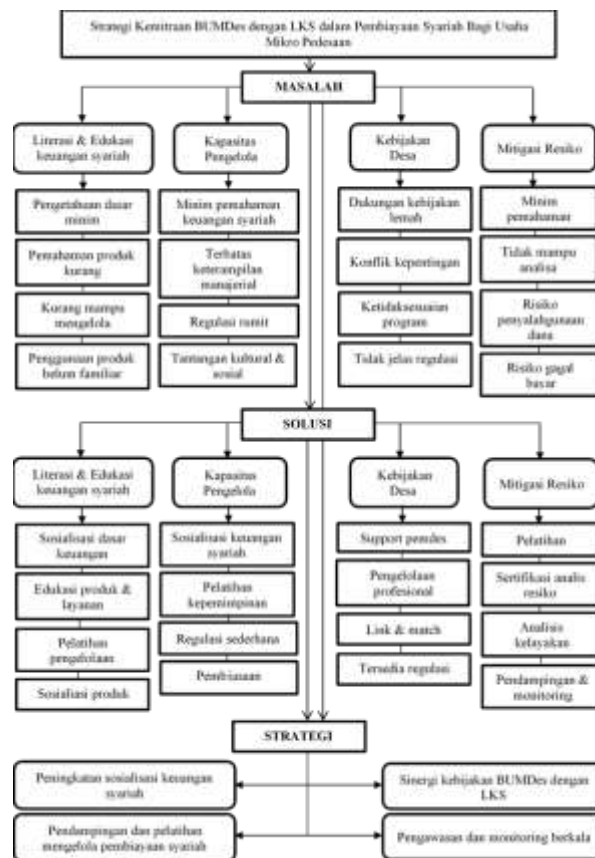 Strategi Kemitraan BUMDes dengan LKS dalam Pembiayaan Syariah Bagi Usaha
Mikro Pedesaan
MASALAH
Literasi & Edukasi
keuangan syariah
Kapasitas
Pengelola
Kebijakan
Desa
Mitigasi Resiko
Pengetahuan dasar
minim
Pemahaman produk
kurang
Kurang mampu
mengelola
Penggunaan produk
belum familiar
Minim pemahaman
keuangan syariah
Terbatas
keterampilan
manajerial
Regulasi rumit
Tantangan kultural &
sosial
Dukungan kebijakan
lemah
Konflik kepentingan
Ketidaksesuaian
program
Tidak jelas regulasi
Minim
pemahaman
Tidak mampu
analisa
Risiko
penyalahgunaan
dana
Risiko gagal
bayar
SOLUSI
Literasi & Edukasi
keuangan syariah
Kapasitas
Pengelola
Kebijakan
Desa
Mitigasi Resiko
Sosialisasi dasar
keuangan
Edukasi produk &
layanan
Pelatihan
pengelolaan
Sosialiasi produk
Sosialisasi keuangan
syariah
Pelatihan
kepemimpinan
Regulasi sederhana
Pembiasaan
Support pemdes
Pengelolaan
profesional
Link & match
Tersedia regulasi
Pelatihan
Sertifikasi analis
resiko
Analisis
kelayakan
Pendampingan &
monitoring
STRATEGI
Peningkatan sosialisasi keuangan
syariah
Sinergi kebijakan BUMDes dengan
LKS
Pendampingan dan pelatihan
mengelola pembiayaan syariah
Pengawasan dan monitoring berkala